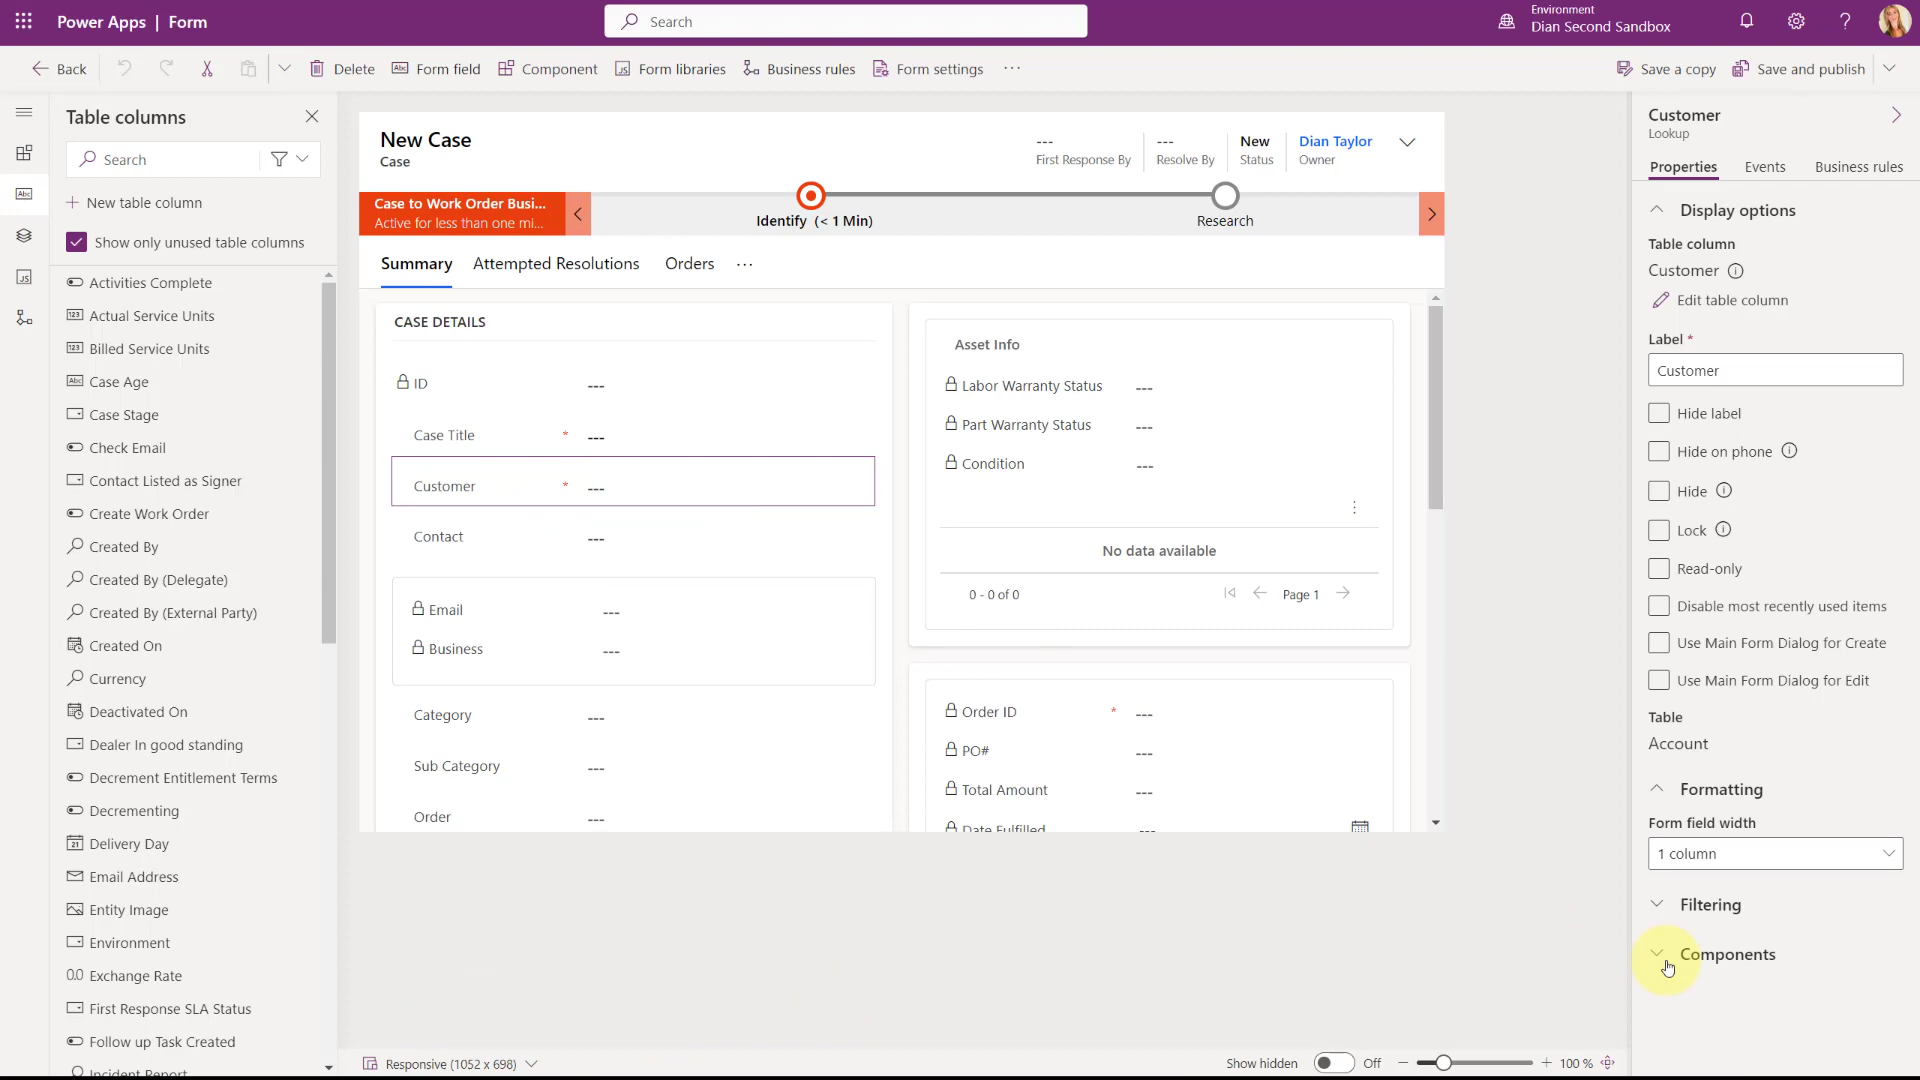 Power Apps | Form
Search
Environment
Dian Second Sandbox
Back
Delete
Form field
Component
Form libraries
Business rules
Form settings
Save a copy
Save and publish
Table columns
Search
New table column
Show only unused table columns
Activities Complete
Actual Service Units
Billed Service Units
Case Age
Case Stage
Check Email
Contact Listed as Signer
Create Work Order
Created By
Created By (Delegate)
Created By (External Party)
Created On
Currency
Deactivated On
Dealer In good standing
Decrement Entitlement Terms
Decrementing
Delivery Day
Email Address
Entity Image
Environment
Exchange Rate
First Response SLA Status
Follow up Task Created
Incident Report
New Case
Case
---
First Response By
---
Resolve By
New
Status
Dian Taylor
Owner
Case to Work Order Busi...
Active for less than one mi...
Identify (< 1 Min)
Research
Summary
Attempted Resolutions
Orders
CASE DETAILS
ID ---
Case Title * ---
Customer * ---
Contact ---
Email ---
Business ---
Category ---
Sub Category ---
Order ---
Asset Info
Labor Warranty Status ---
Part Warranty Status ---
Condition ---
No data available
0 - 0 of 0
Page 1
Order ID * ---
PO# ---
Total Amount ---
Date Fulfilled ---
Responsive (1052 x 698)
Show hidden
Off
100 %
Customer
Lookup
Properties
Events
Business rules
Display options
Table column
Customer
Edit table column
Label *
Customer
Hide label
Hide on phone
Hide
Lock
Read-only
Disable most recently used items
Use Main Form Dialog for Create
Use Main Form Dialog for Edit
Table
Account
Formatting
Form field width
1 column
Filtering
Components